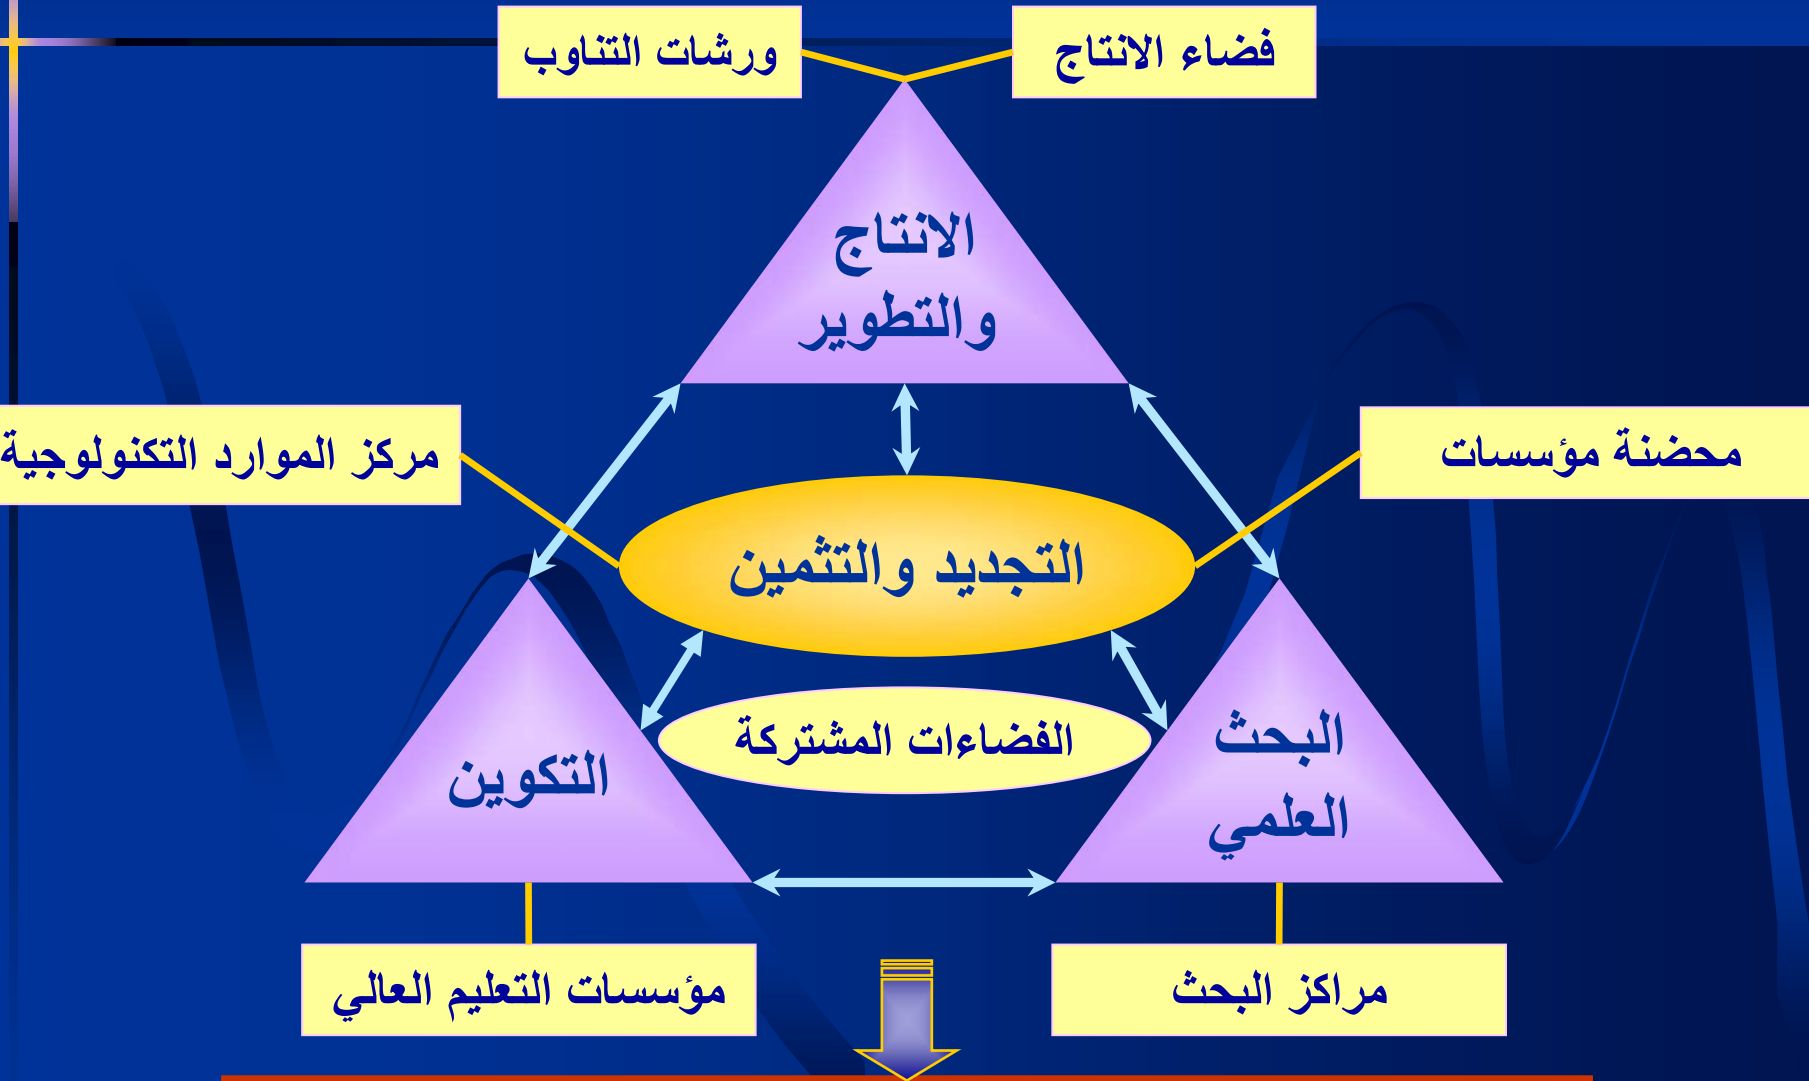 فضاء الانتاج
ورشات التناوب
الانتاج
والتطوير
محضنة مؤسسات
مركز الموارد التكنولوجية
التجديد والتثمين
الفضاءات المشتركة
البحث
العلمي
التكوين
مراكز البحث
مؤسسات التعليم العالي